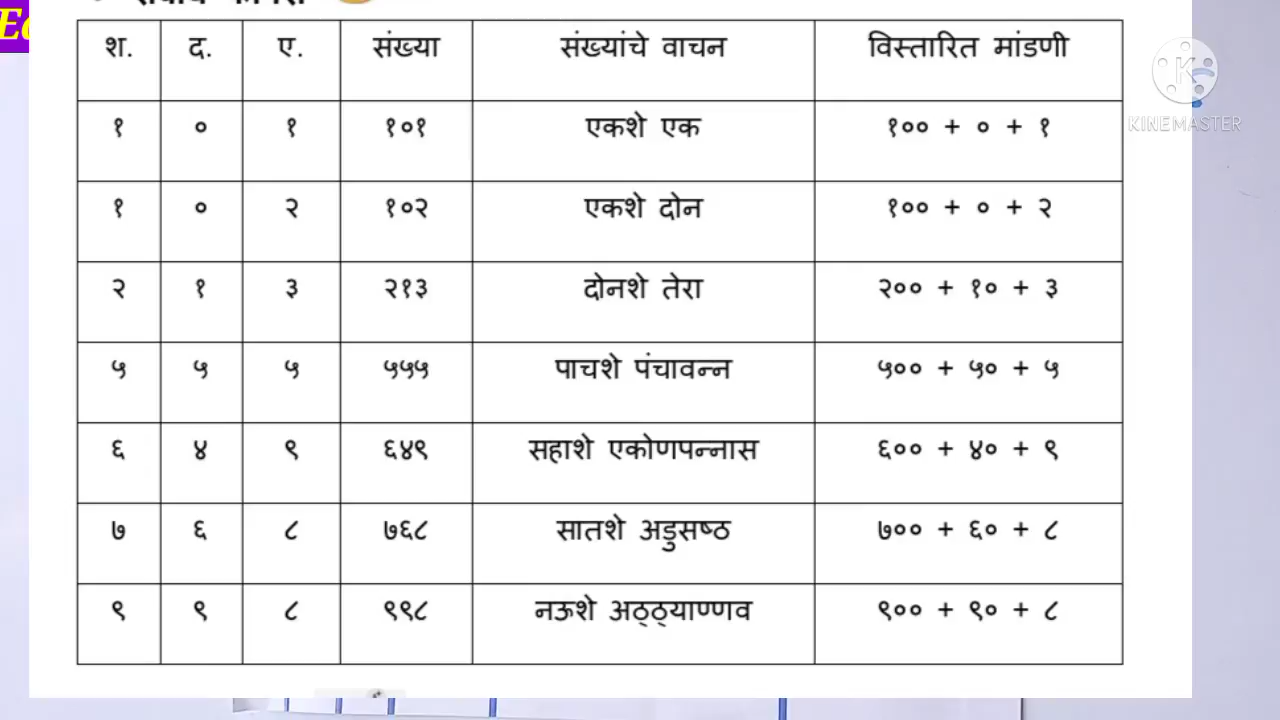 श. द. ए. संख्या संख्यांचे वाचन विस्तारित मांडणी
१ ० १ १०१ एकशे एक १०० + ० + १
१ ० २ १०२ एकशे दोन १०० + ० + २
२ १ ३ २१३ दोनशे तेरा २०० + १० + ३
५ ५ ५ ५५५ पाचशे पंचावन्न ५०० + ५० + ५
६ ४ ९ ६४९ सहाशे एकोणपन्नास ६०० + ४० + ९
७ ६ ८ ७६८ सातशे अडुसष्ठ ७०० + ६० + ८
९ ९ ८ ९९८ नऊशे अठ्ठ्याण्णव ९०० + ९० + ८
KINEMASTER